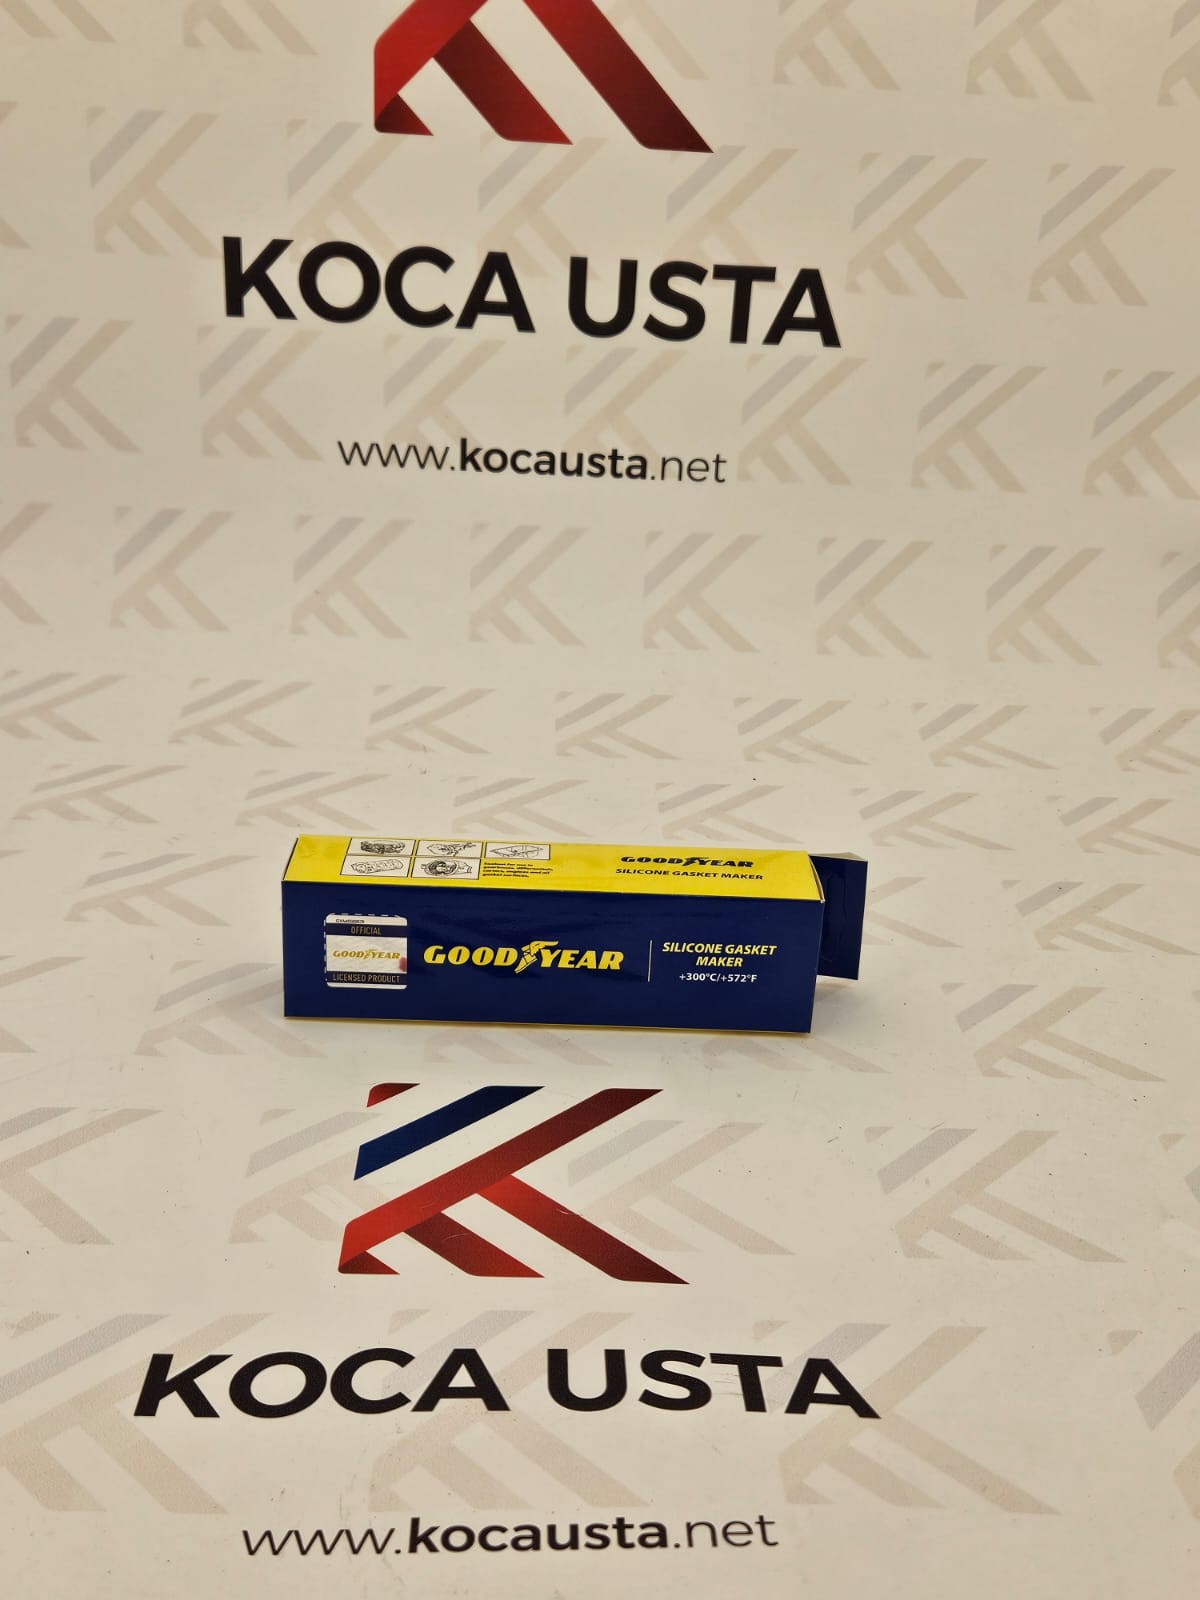 KOCA USTA
www.kocausta.net
GOODYEAR
SILICONE GASKET MAKER
OFFICIAL
GOODYEAR
LICENSED PRODUCT
GOODYEAR
SILICONE GASKET
MAKER
+300°C/+572°F
KOCA USTA
www.kocausta.net